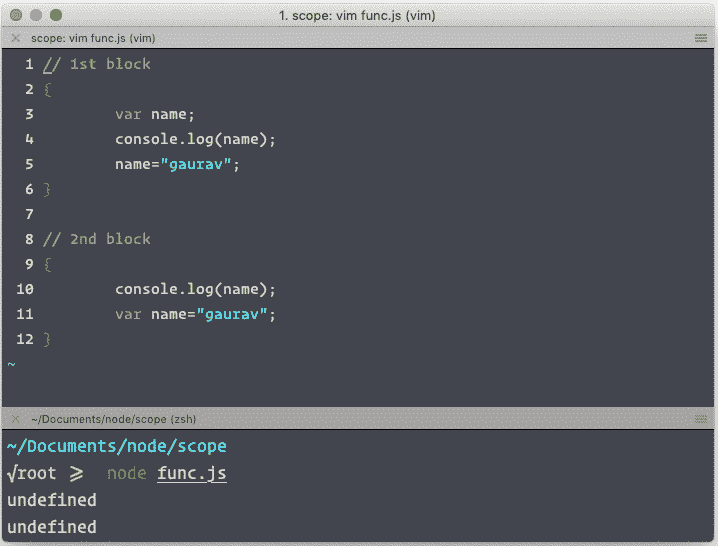 1. scope: vim func.js (vim)
scope: vim func.js (vim)
1 // 1st block
2 {
3 var name;
4 console.log(name);
5 name="gaurav";
6 }
7
8 // 2nd block
9 {
10 console.log(name);
11 var name="gaurav";
12 }
~
~/Documents/node/scope (zsh)
~/Documents/node/scope
√root ⩾ node func.js
undefined
undefined